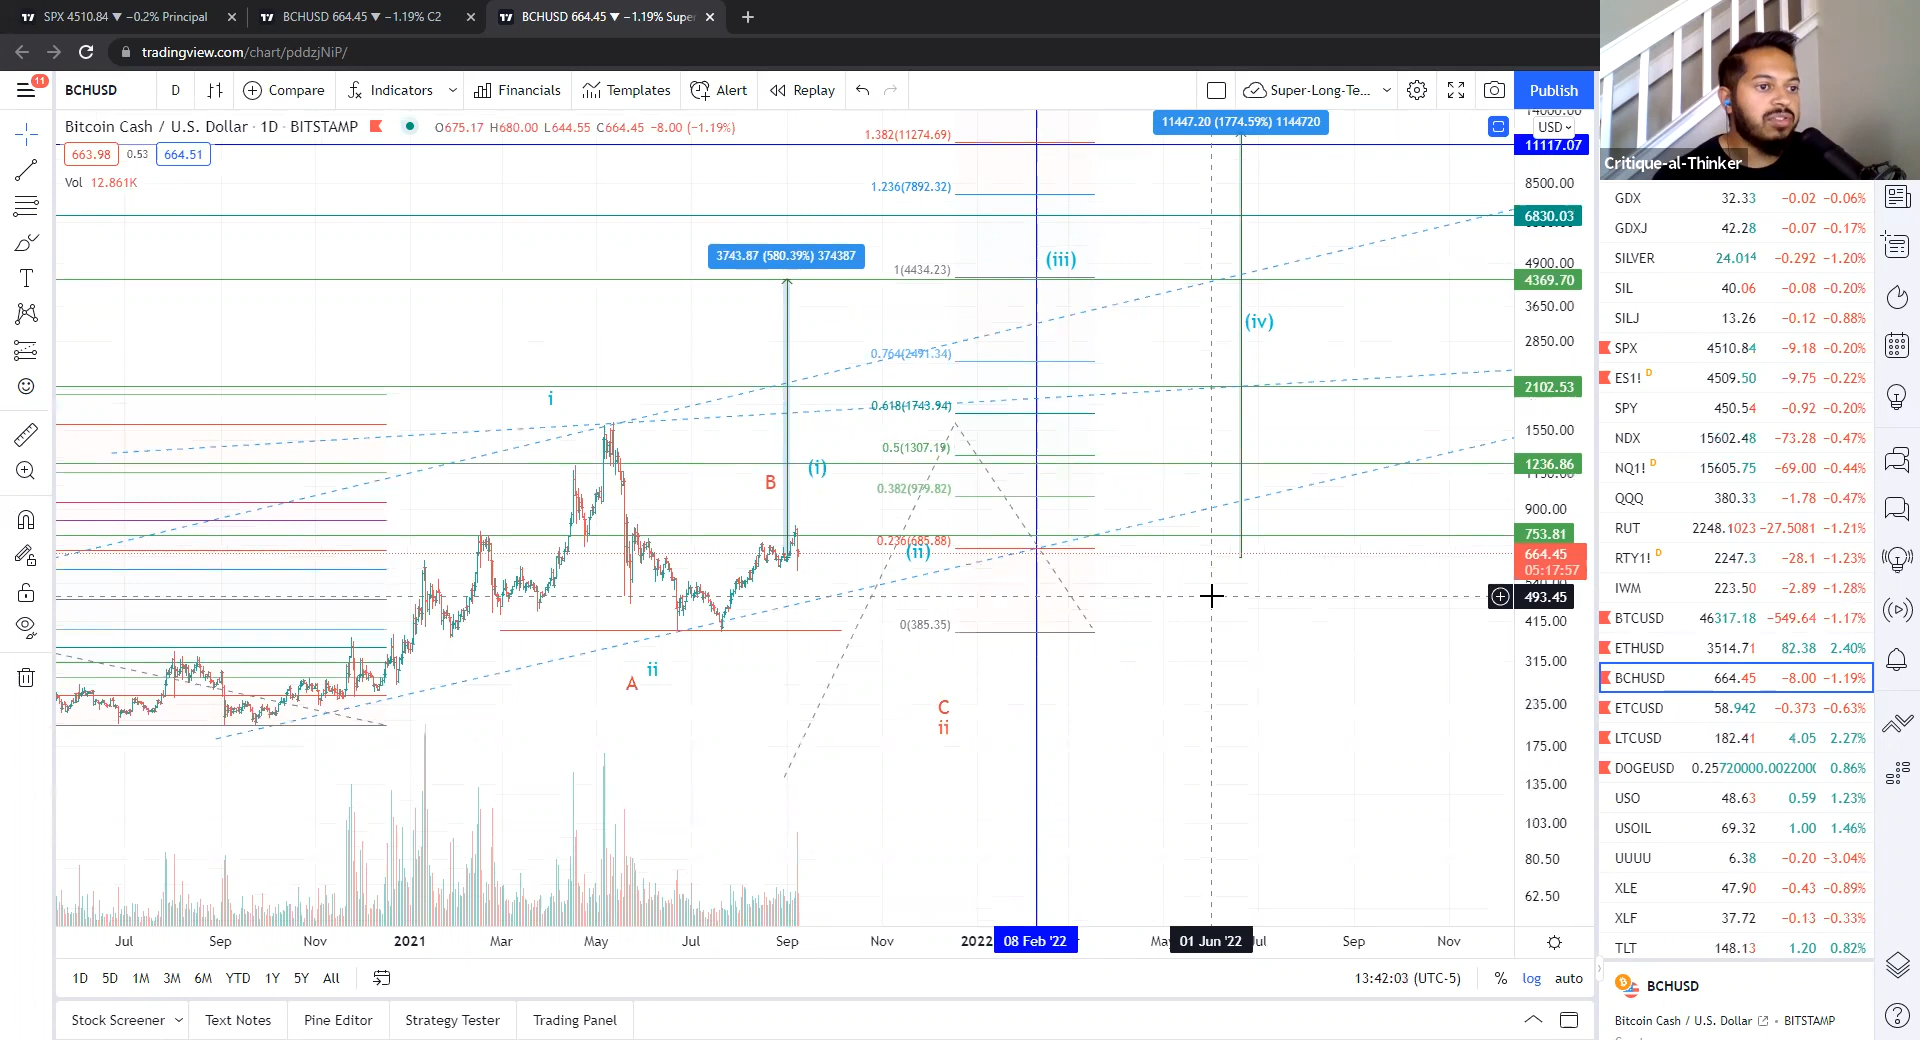 SPX 4510.84 ▼ −0.2% Principal
BCHUSD 664.45 ▼ −1.19% C2
BCHUSD 664.45 ▼ −1.19% Super
tradingview.com/chart/pddzjNiP/
11
BCHUSD
D
Compare
Indicators
Financials
Templates
Alert
Replay
Super-Long-Te...
Publish
Bitcoin Cash / U.S. Dollar · 1D · BITSTAMP
O675.17 H680.00 L644.55 C664.45 −8.00 (−1.19%)
663.98
0.53
664.51
Vol 12.861K
11447.20 (1774.59%) 1144720
3743.87 (580.39%) 374387
1.382(11274.69)
1.236(7892.32)
1(4434.23)
0.764(2491.34)
0.618(1743.94)
0.5(1307.19)
0.382(979.82)
0.236(685.88)
0(385.35)
i
(i)
B
(ii)
ii
A
C
ii
(iii)
(iv)
14000.00
USD
11117.07
8500.00
6830.03
4900.00
4369.70
3650.00
2850.00
2102.53
1550.00
1236.86
900.00
753.81
664.45
05:17:57
493.45
415.00
315.00
235.00
175.00
135.00
103.00
80.50
62.50
Jul
Sep
Nov
2021
Mar
May
Jul
Sep
Nov
2022
08 Feb '22
01 Jun '22
Sep
Nov
1D 5D 1M 3M 6M YTD 1Y 5Y All
13:42:03 (UTC-5)
% log auto
Stock Screener
Text Notes
Pine Editor
Strategy Tester
Trading Panel
Critique-al-Thinker
GDX 32.33 −0.02 −0.06%
GDXJ 42.28 −0.07 −0.17%
SILVER 24.014 −0.292 −1.20%
SIL 40.06 −0.08 −0.20%
SILJ 13.26 −0.12 −0.88%
SPX 4510.84 −9.18 −0.20%
ES1! D 4509.50 −9.75 −0.22%
SPY 450.54 −0.92 −0.20%
NDX 15602.48 −73.28 −0.47%
NQ1! D 15605.75 −69.00 −0.44%
QQQ 380.33 −1.78 −0.47%
RUT 2248.1023 −27.5081 −1.21%
RTY1! D 2247.3 −28.1 −1.23%
IWM 223.50 −2.89 −1.28%
BTCUSD 46317.18 −549.64 −1.17%
ETHUSD 3514.71 82.38 2.40%
BCHUSD 664.45 −8.00 −1.19%
ETCUSD 58.942 −0.373 −0.63%
LTCUSD 182.41 4.05 2.27%
DOGEUSD 0.25720000.0022000 0.86%
USO 48.63 0.59 1.23%
USOIL 69.32 1.00 1.46%
UUUU 6.38 −0.20 −3.04%
XLE 47.90 −0.43 −0.89%
XLF 37.72 −0.13 −0.33%
TLT 148.13 1.20 0.82%
BCHUSD
Bitcoin Cash / U.S. Dollar • BITSTAMP